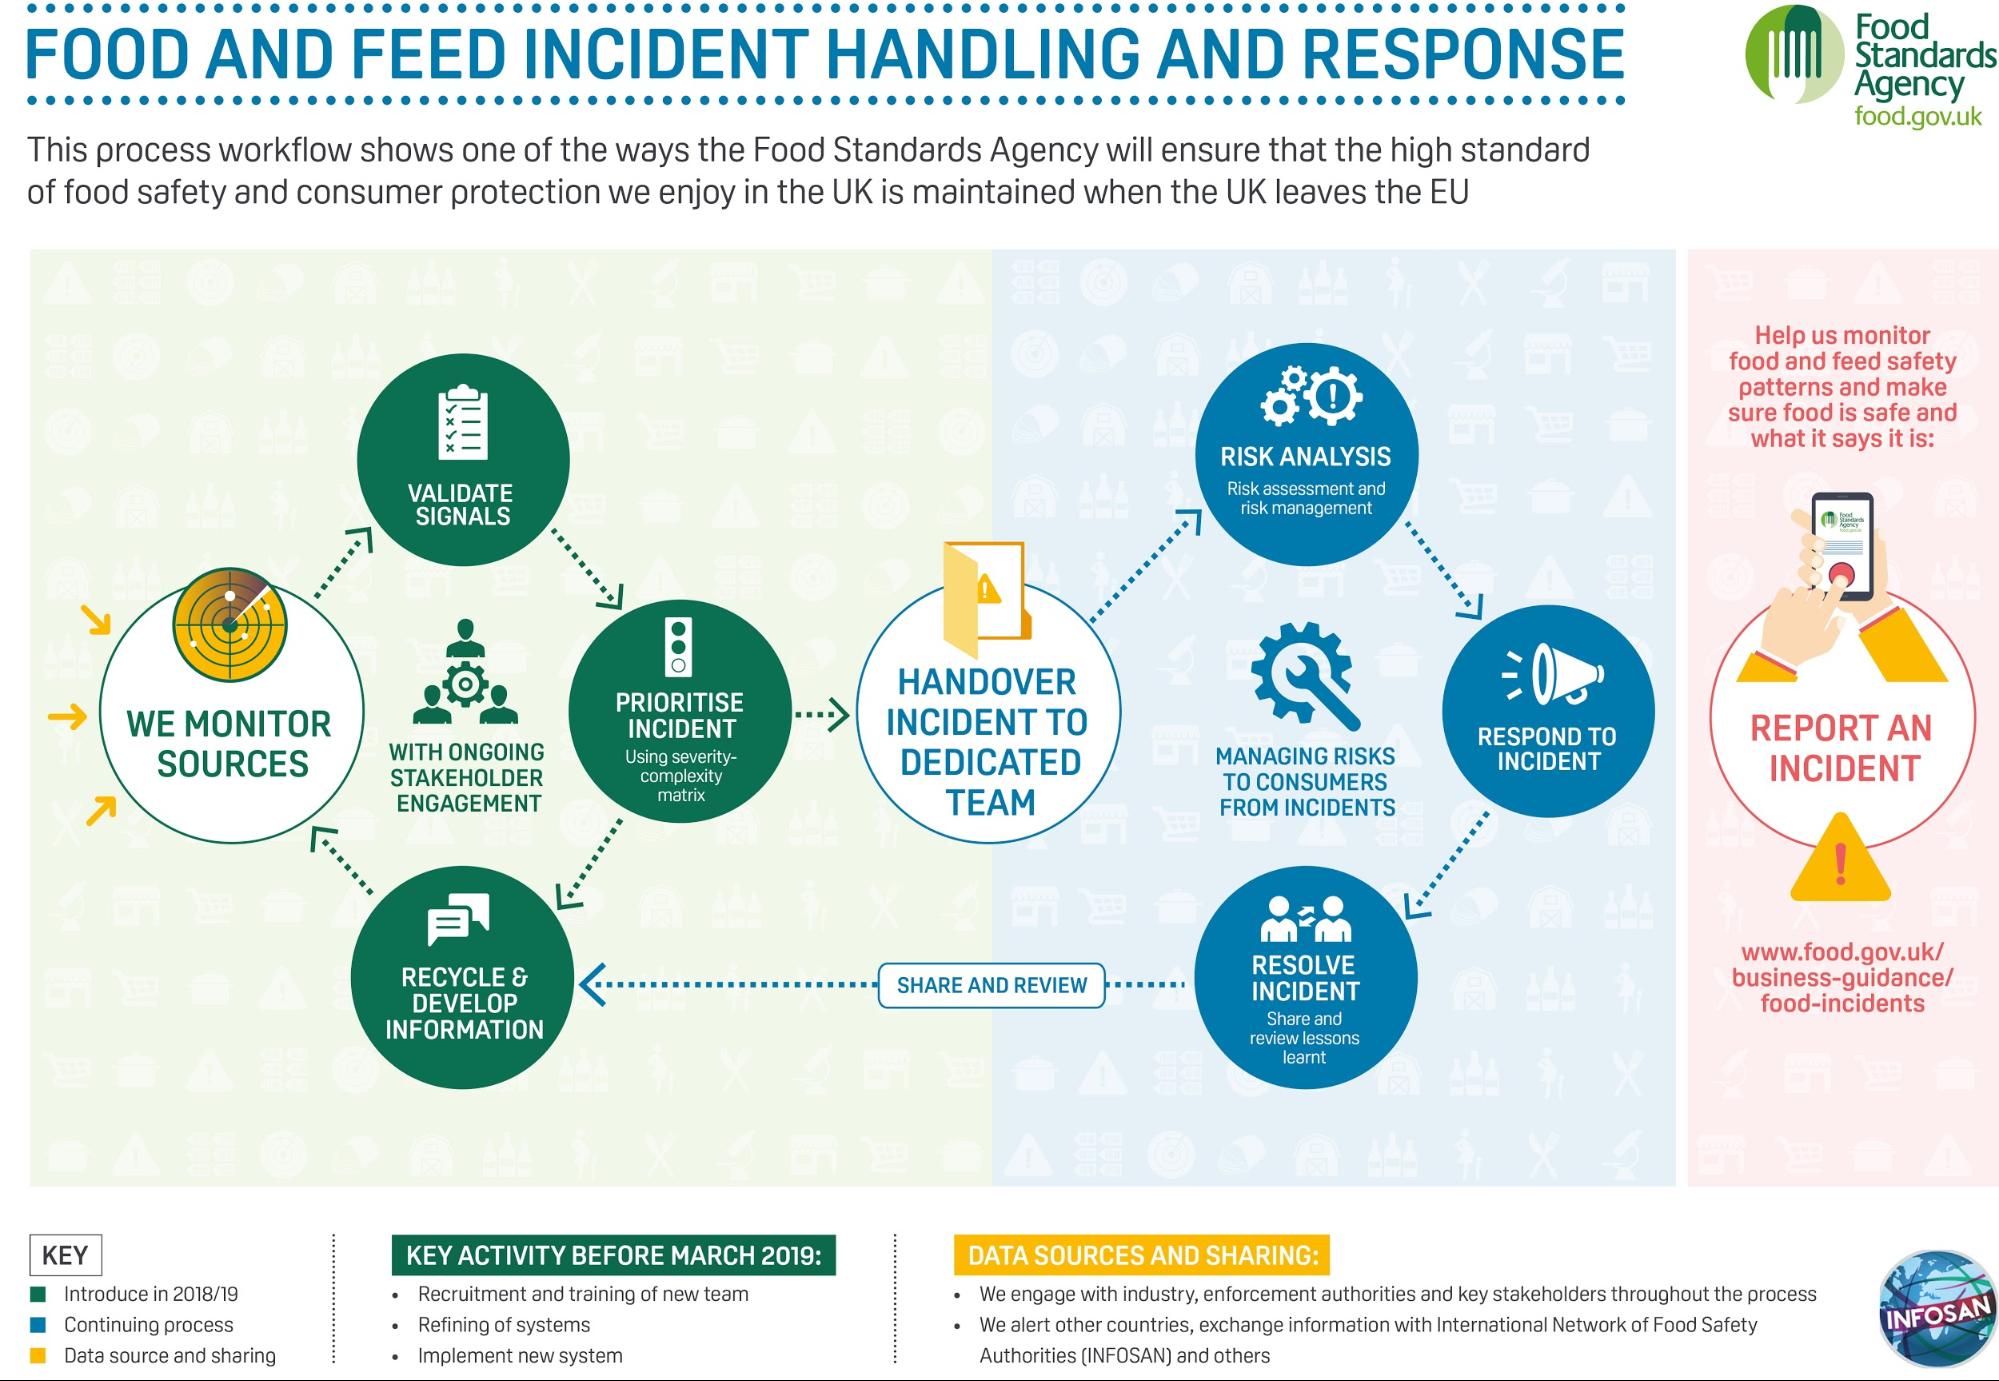 FOOD AND FEED INCIDENT HANDLING AND RESPONSE
Food
Standards
Agency
food.gov.uk
This process workflow shows one of the ways the Food Standards Agency will ensure that the high standard
of food safety and consumer protection we enjoy in the UK is maintained when the UK leaves the EU
WE MONITOR
SOURCES
VALIDATE
SIGNALS
WITH ONGOING
STAKEHOLDER
ENGAGEMENT
PRIORITISE
INCIDENT
Using severity-
complexity
matrix
RECYCLE &
DEVELOP
INFORMATION
HANDOVER
INCIDENT TO
DEDICATED
TEAM
RISK ANALYSIS
Risk assessment and
risk management
MANAGING RISKS
TO CONSUMERS
FROM INCIDENTS
RESPOND TO
INCIDENT
RESOLVE
INCIDENT
Share and
review lessons
learnt
SHARE AND REVIEW
Help us monitor
food and feed safety
patterns and make
sure food is safe and
what it says it is:
Food
Standards
Agency
REPORT AN
INCIDENT
www.food.gov.uk/
business-guidance/
food-incidents
KEY
Introduce in 2018/19
Continuing process
Data source and sharing
KEY ACTIVITY BEFORE MARCH 2019:
• Recruitment and training of new team
• Refining of systems
• Implement new system
DATA SOURCES AND SHARING:
• We engage with industry, enforcement authorities and key stakeholders throughout the process
• We alert other countries, exchange information with International Network of Food Safety
Authorities (INFOSAN) and others
INFOSAN